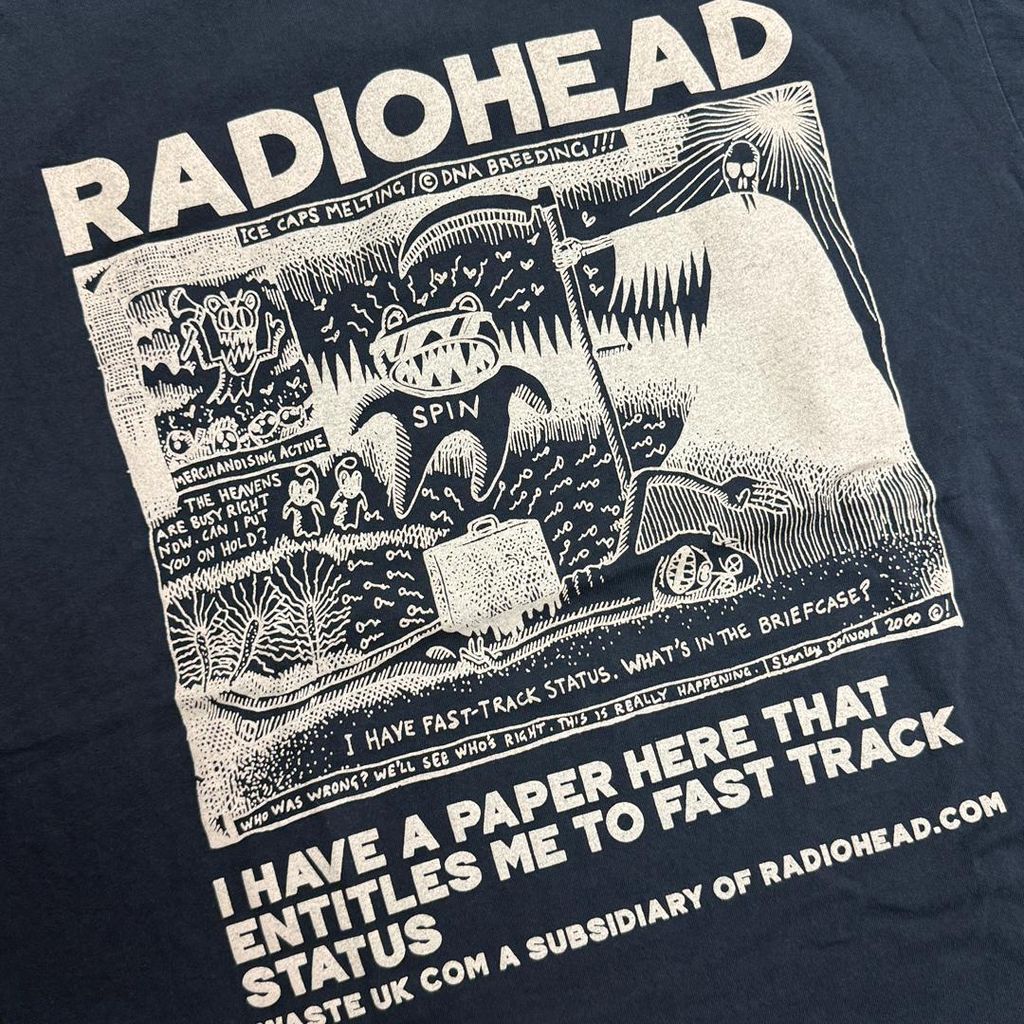 RADIOHEAD
ICE CAPS MELTING / © DNA BREEDING!!!
SPIN
MERCHANDISING ACTIVE
THE HEAVENS
ARE BUSY RIGHT
NOW. CAN I PUT
YOU ON HOLD?
I HAVE FAST-TRACK STATUS. WHAT'S IN THE BRIEFCASE?
WHO WAS WRONG? WE'LL SEE WHO'S RIGHT. THIS IS REALLY HAPPENING. Stanley Donwood 2000 ©!
I HAVE A PAPER HERE THAT
ENTITLES ME TO FAST TRACK
STATUS
WASTE UK COM A SUBSIDIARY OF RADIOHEAD.COM